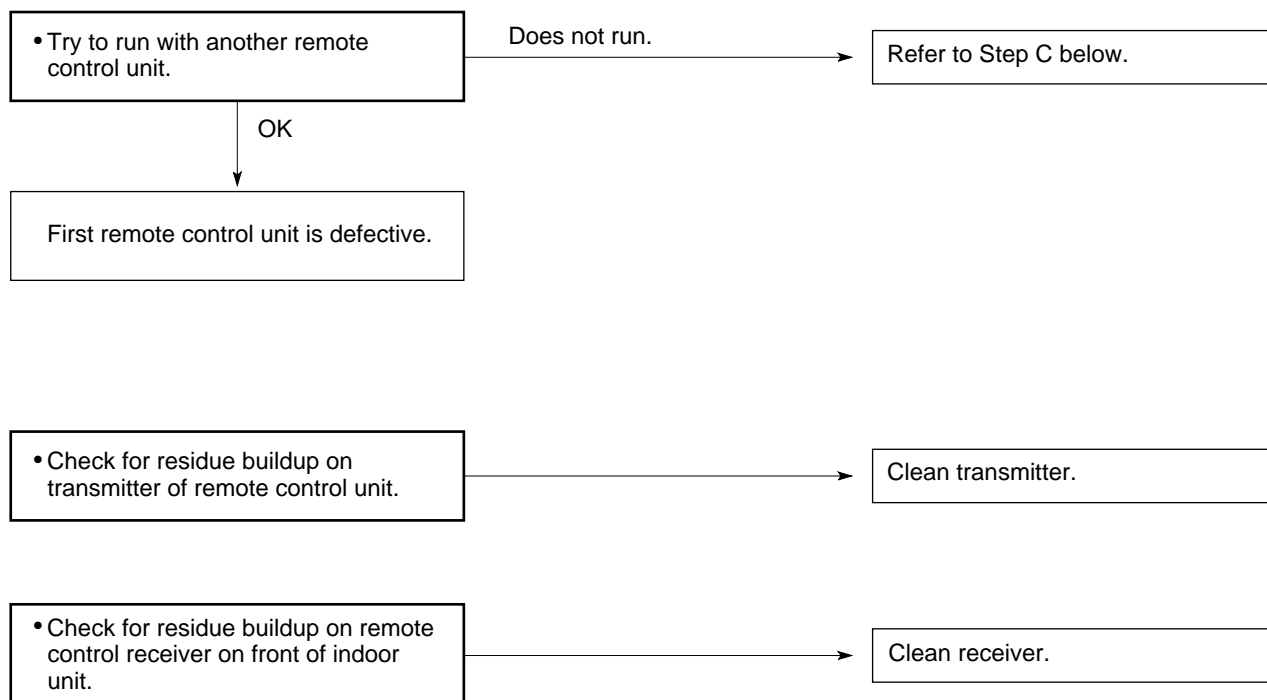 • Try to run with another remote
control unit.
Does not run.
Refer to Step C below.
OK
First remote control unit is defective.
• Check for residue buildup on
transmitter of remote control unit.
Clean transmitter.
• Check for residue buildup on remote
control receiver on front of indoor
unit.
Clean receiver.